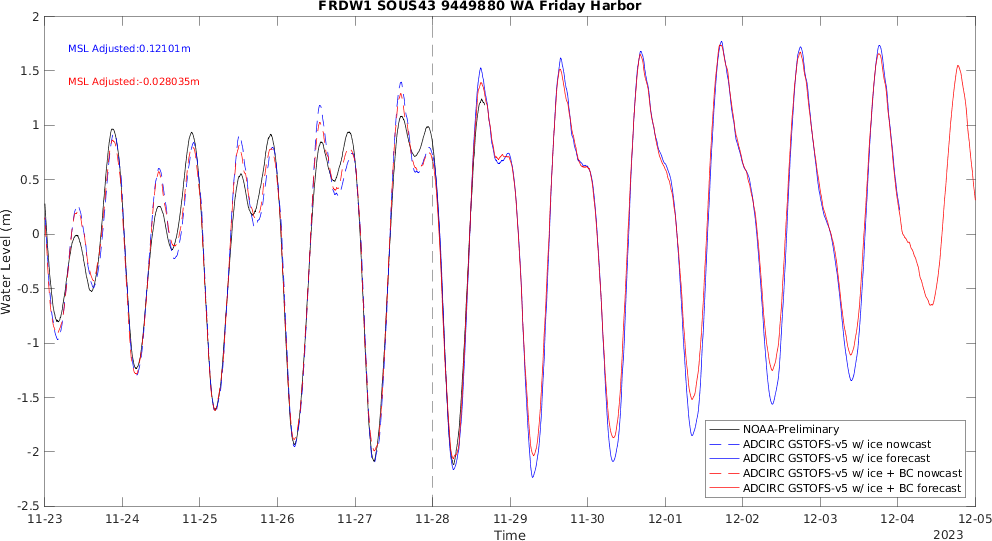 FRDW1 SOUS43 9449880 WA Friday Harbor
MSL Adjusted:0.12101m
MSL Adjusted:-0.028035m
Water Level (m)
2
1.5
1
0.5
0
-0.5
-1
-1.5
-2
-2.5
NOAA-Preliminary
ADCIRC GSTOFS-v5 w/ ice nowcast
ADCIRC GSTOFS-v5 w/ ice forecast
ADCIRC GSTOFS-v5 w/ ice + BC nowcast
ADCIRC GSTOFS-v5 w/ ice + BC forecast
11-23 11-24 11-25 11-26 11-27 11-28 11-29 11-30 12-01 12-02 12-03 12-04 12-05
Time
2023